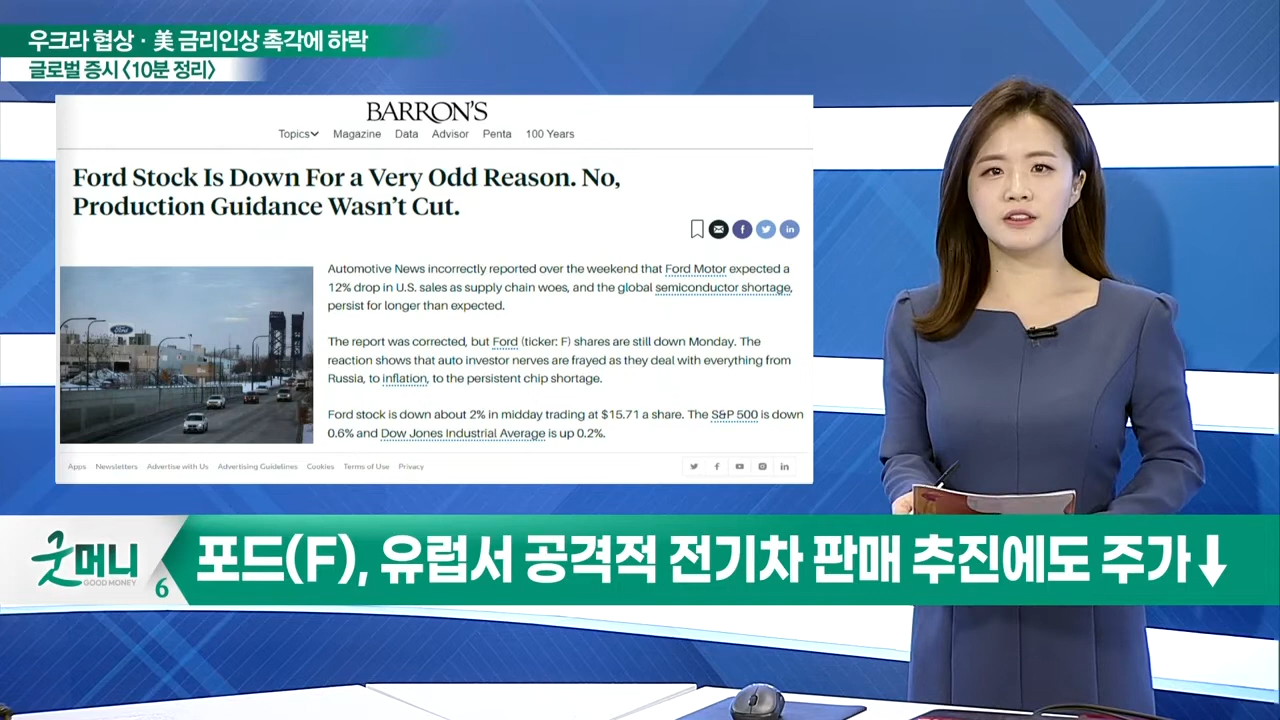 우크라 협상 · 美 금리인상 촉각에 하락
글로벌 증시 <10분 정리>
BARRON'S
Topics Magazine Data Advisor Penta 100 Years
Ford Stock Is Down For a Very Odd Reason. No,
Production Guidance Wasn't Cut.
Automotive News incorrectly reported over the weekend that Ford Motor expected a
12% drop in U.S. sales as supply chain woes, and the global semiconductor shortage,
persist for longer than expected.
The report was corrected, but Ford (ticker: F) shares are still down Monday. The
reaction shows that auto investor nerves are frayed as they deal with everything from
Russia, to inflation, to the persistent chip shortage.
Ford stock is down about 2% in midday trading at $15.71 a share. The S&P 500 is down
0.6% and Dow Jones Industrial Average is up 0.2%.
Ford
Apps Newsletters Advertise with Us Advertising Guidelines Cookies Terms of Use Privacy
굿머니
GOOD MONEY
6
포드(F), 유럽서 공격적 전기차 판매 추진에도 주가↓